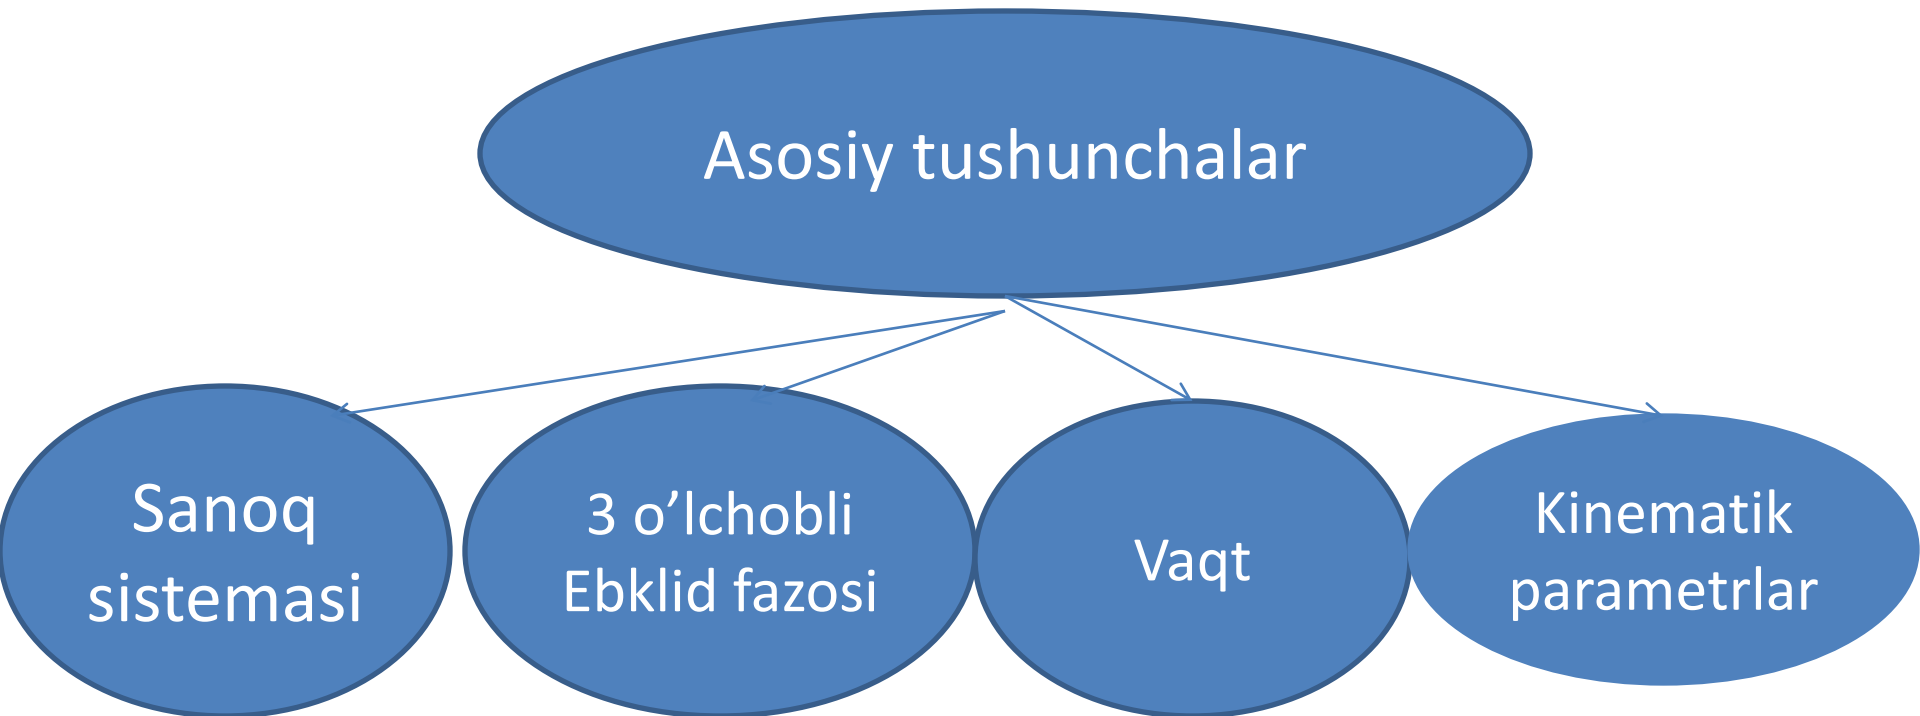 Asosiy tushunchalar
Sanoq
sistemasi
3 o’lchobli
Ebklid fazosi
Vaqt
Kinematik
parametrlar